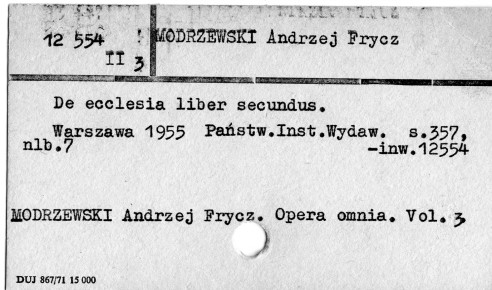 12 554 MODRZEWSKI Andrzej Frycz
II 3
De ecclesia liber secundus.
Warszawa 1955 Państw.Inst.Wydaw. s.357,
nlb.7 -inw.12554
MODRZEWSKI Andrzej Frycz. Opera omnia. Vol. 3
DUJ 867/71 15 000